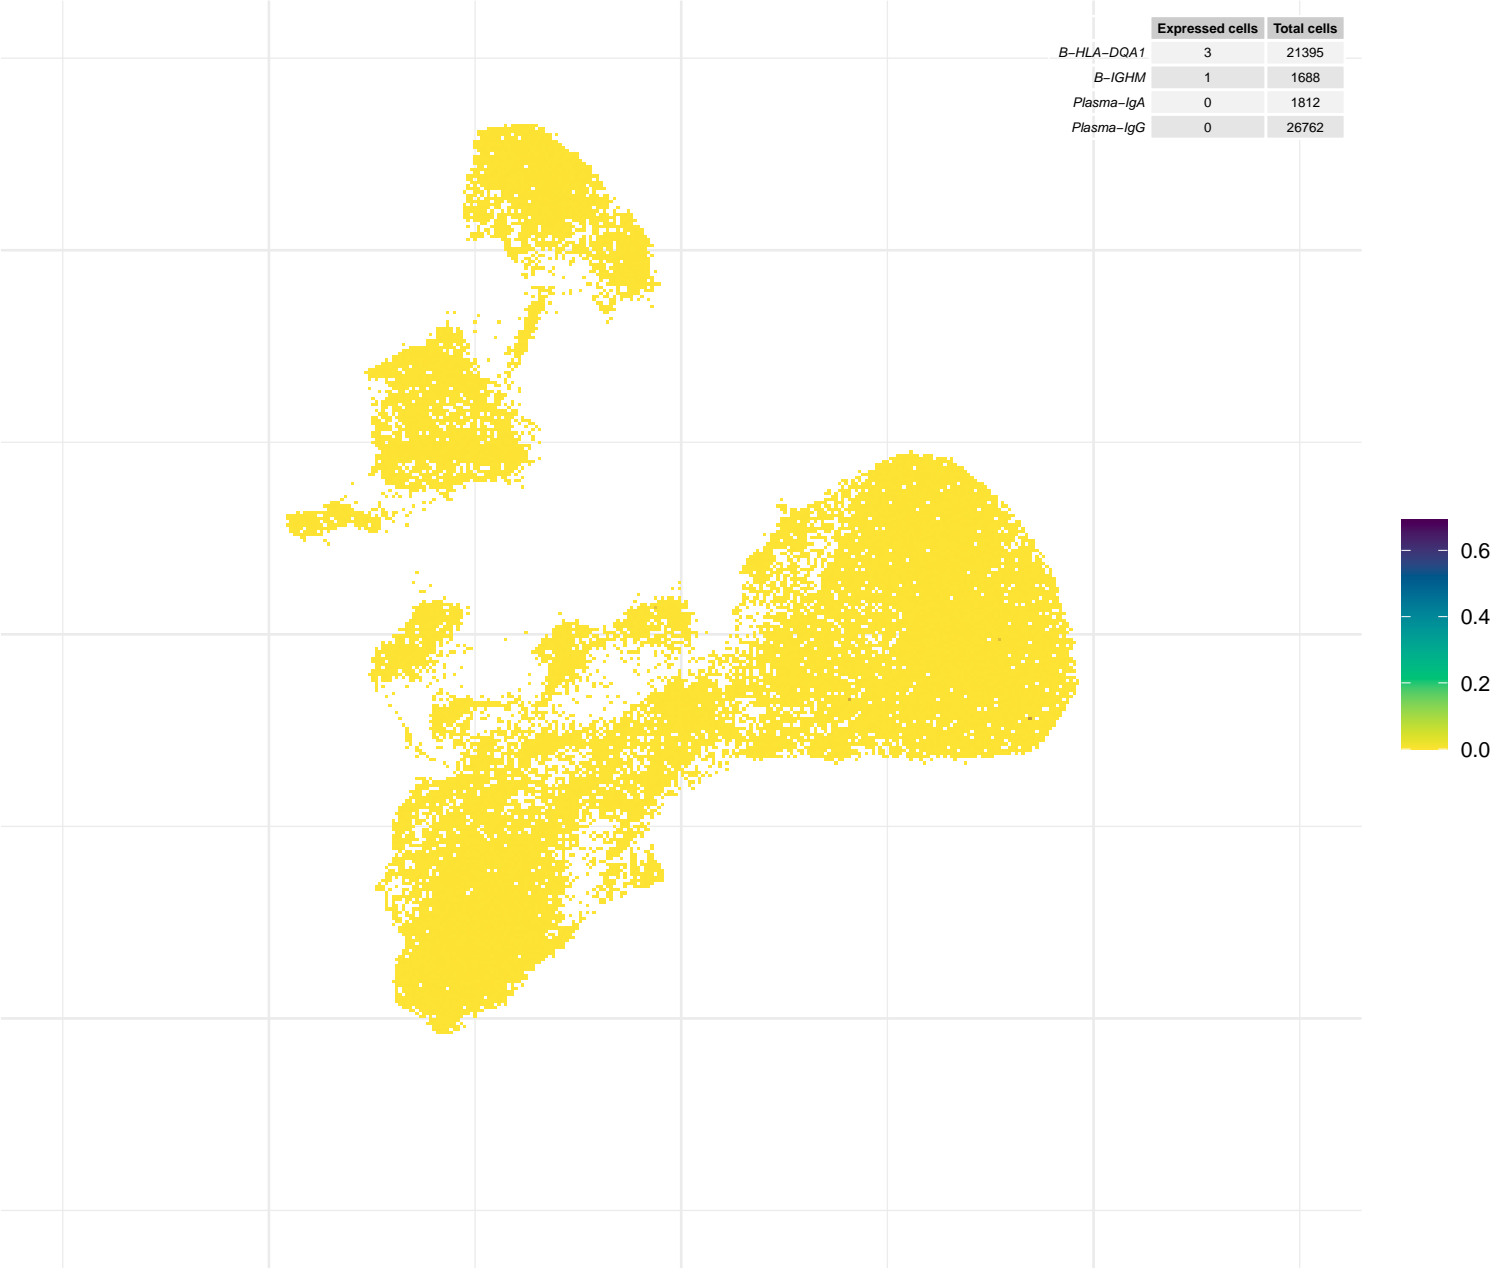 Expressed cells Total cells
B−HLA−DQA1 3 21395
B−IGHM 1 1688
Plasma−IgA 0 1812
Plasma−IgG 0 26762
0.6
0.4
0.2
0.0